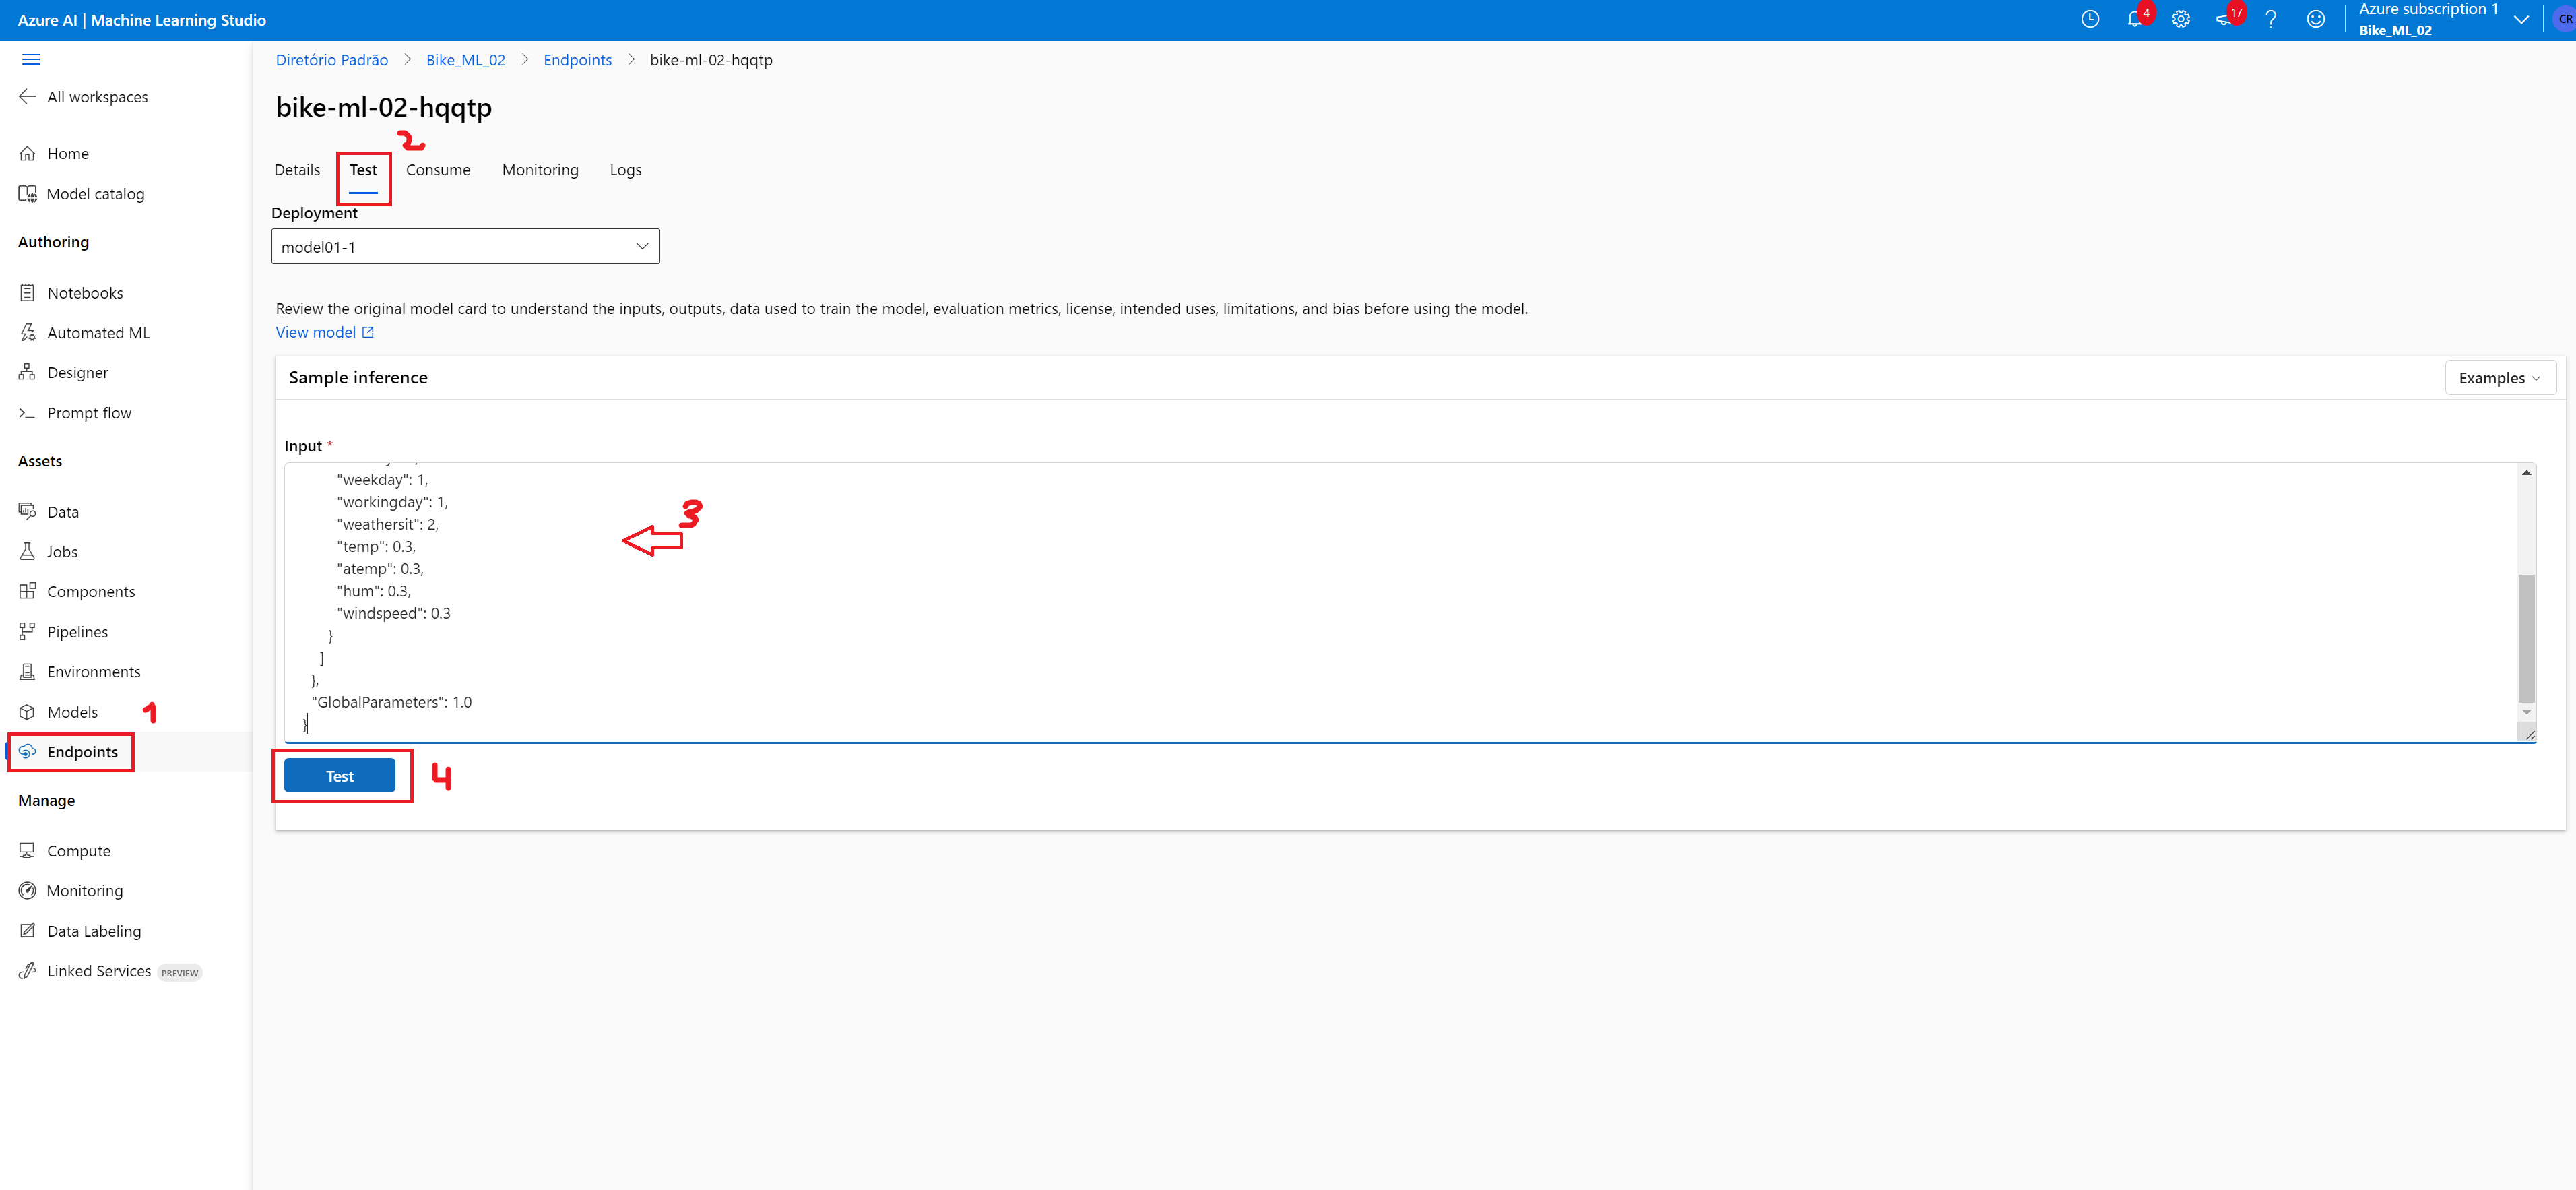 Azure AI | Machine Learning Studio
4
17
Azure subscription 1
Bike_ML_02
CR
All workspaces
Home
Model catalog
Authoring
Notebooks
Automated ML
Designer
Prompt flow
Assets
Data
Jobs
Components
Pipelines
Environments
Models
1
Endpoints
Manage
Compute
Monitoring
Data Labeling
Linked Services PREVIEW
Diretório Padrão > Bike_ML_02 > Endpoints > bike-ml-02-hqqtp
bike-ml-02-hqqtp
2
Details Test Consume Monitoring Logs
Deployment
model01-1
Review the original model card to understand the inputs, outputs, data used to train the model, evaluation metrics, license, intended uses, limitations, and bias before using the model.
View model
Sample inference
Examples
Input *
"weekday": 1,
"workingday": 1,
"weathersit": 2,
"temp": 0.3,
"atemp": 0.3,
"hum": 0.3,
"windspeed": 0.3
}
]
},
"GlobalParameters": 1.0
}
3
Test
4